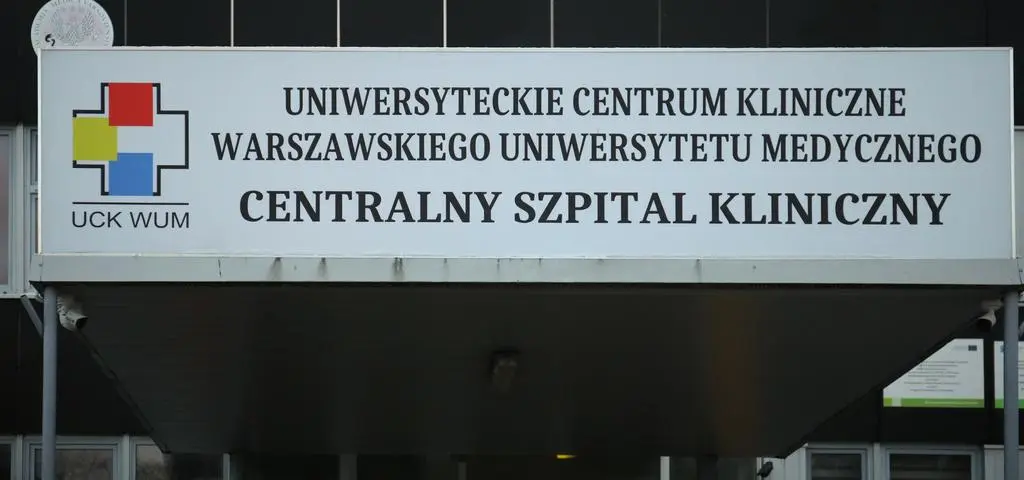 UNIWERSYTECKIE CENTRUM KLINICZNE
WARSZAWSKIEGO UNIWERSYTETU MEDYCZNEGO
CENTRALNY SZPITAL KLINICZNY
UCK WUM